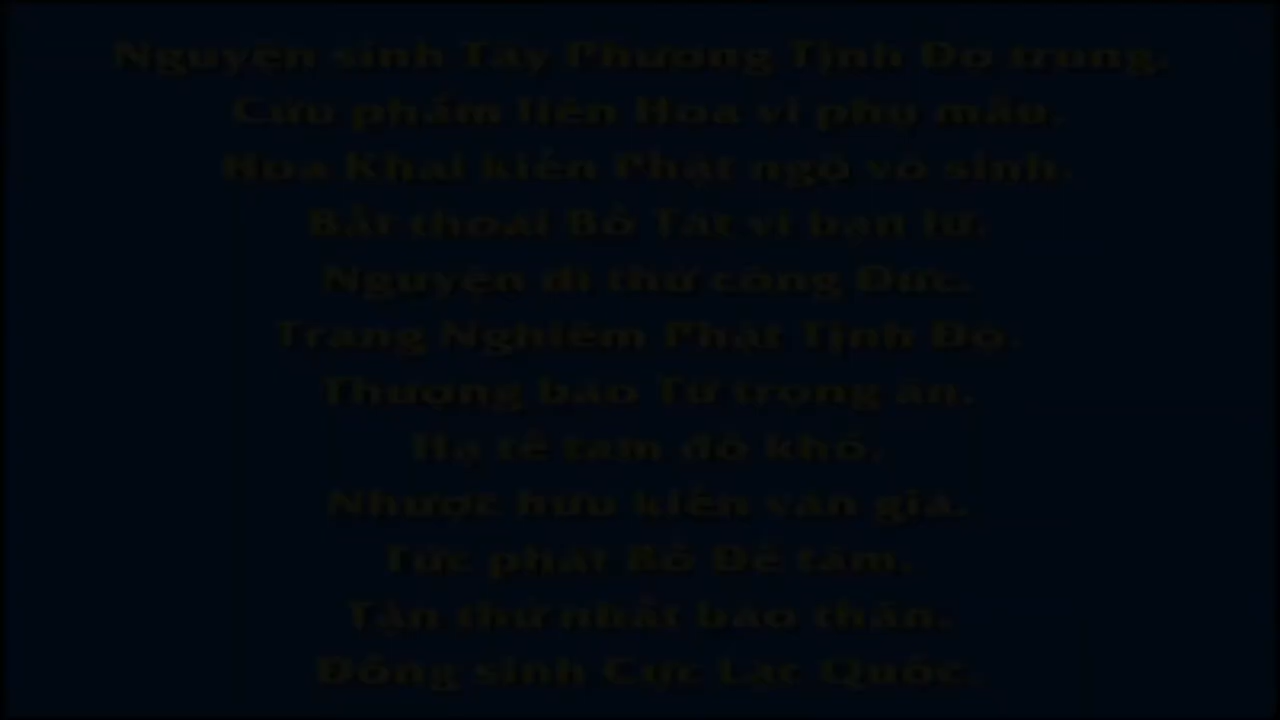 Nguyện sinh Tây Phương Tịnh Độ trung,
Cửu phẩm liên Hoa vi phụ mẫu.
Hoa Khai kiến Phật ngộ vô sinh,
Bất thoái Bồ Tát vi bạn lữ.
Nguyện dĩ thử công Đức,
Trang Nghiêm Phật Tịnh Độ.
Thượng báo Tứ trọng ân,
Hạ tế tam đồ khổ.
Nhược hữu kiến văn giả,
Tức phát Bồ Đề tâm.
Tận thử nhất báo thân,
Đồng sinh Cực Lạc Quốc.